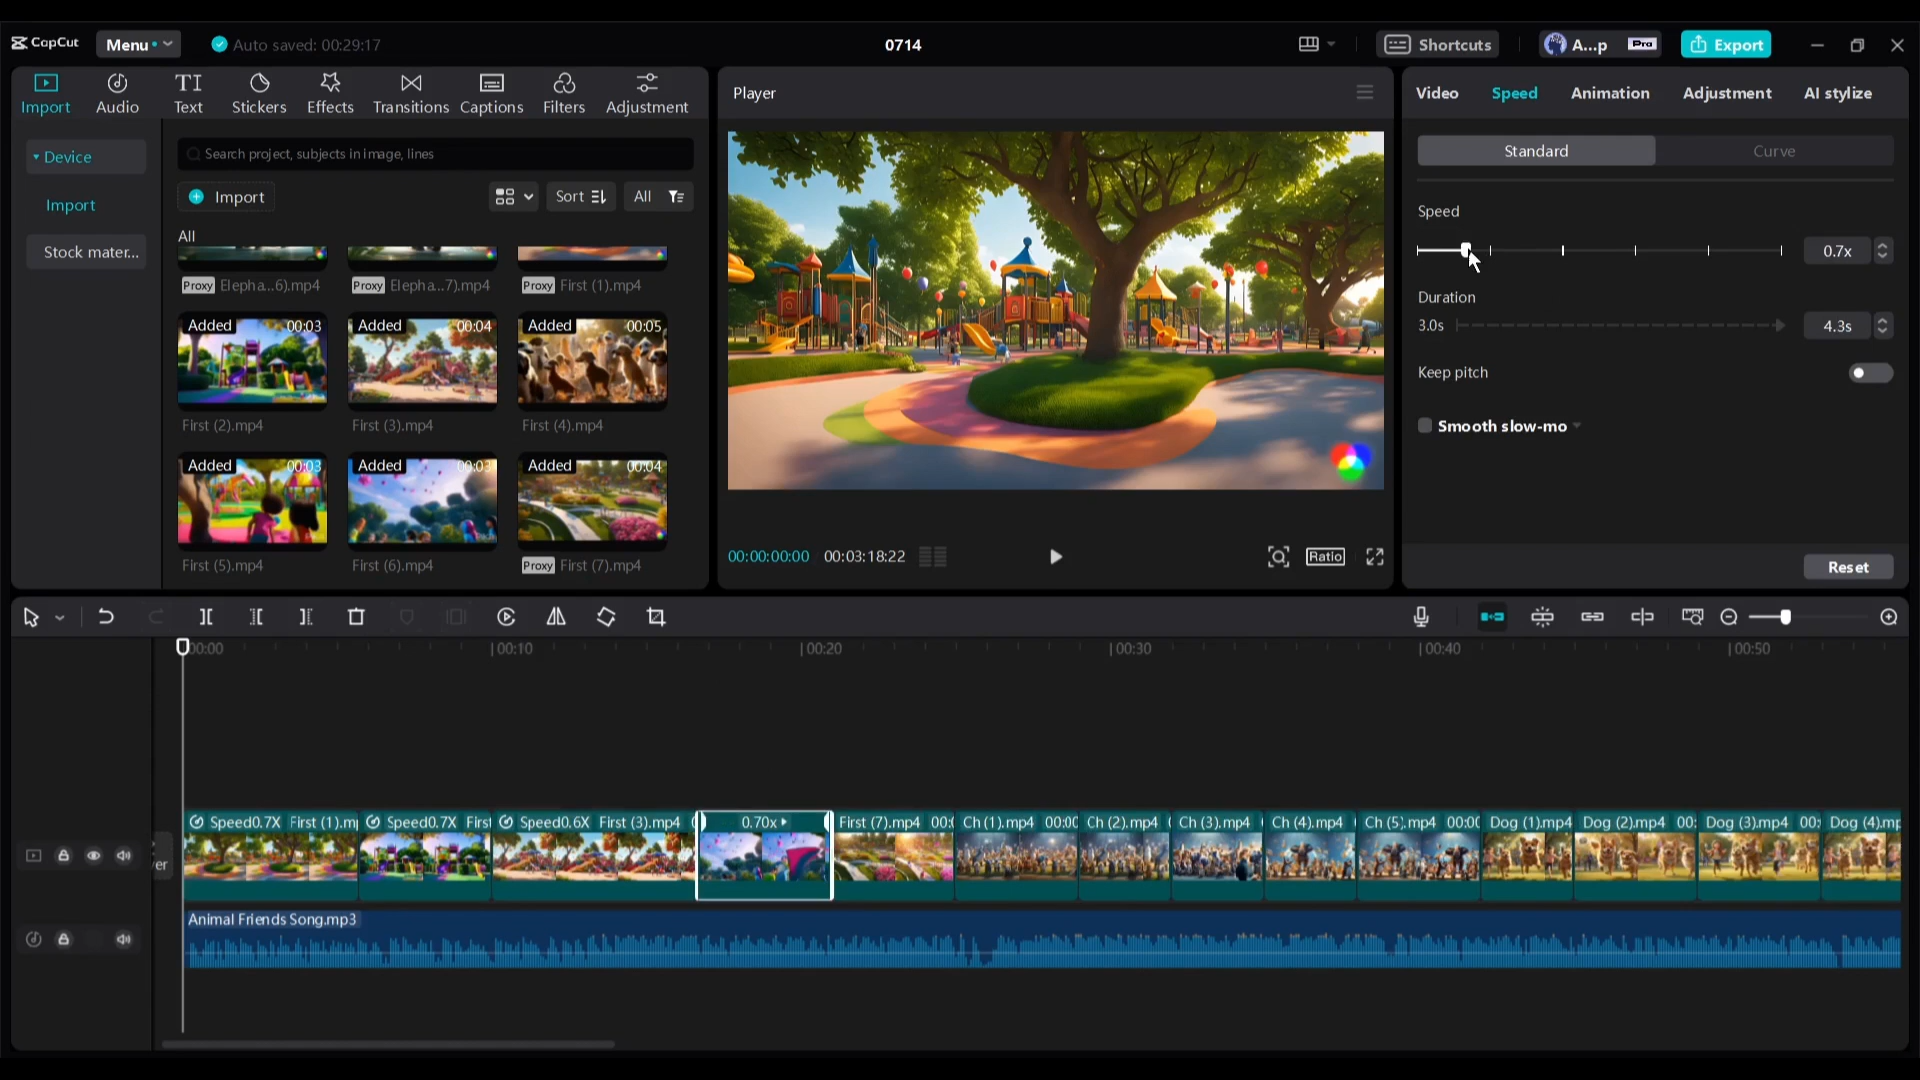 CapCut
Menu
Auto saved: 00:29:17
0714
Shortcuts
A...p
Pro
Export
Import
Audio
Text
Stickers
Effects
Transitions
Captions
Filters
Adjustment
Device
Import
Stock mater...
Search project, subjects in image, lines
Import
Sort
All
All
Proxy Elepha...6).mp4
Proxy Elepha...7).mp4
Proxy First (1).mp4
Added 00:03
Added 00:04
Added 00:05
First (2).mp4
First (3).mp4
First (4).mp4
Added 00:03
Added 00:03
Added 00:04
First (5).mp4
First (6).mp4
Proxy First (7).mp4
Player
00:00:00:00 00:03:18:22
Ratio
Video
Speed
Animation
Adjustment
AI stylize
Standard
Curve
Speed
0.7x
Duration
3.0s
4.3s
Keep pitch
Smooth slow-mo
Reset
00:00
00:10
00:20
00:30
00:40
00:50
er
Speed0.7X First (1).m
Speed0.7X First
Speed0.6X First (3).mp4
0.70x
First (7).mp4 00:
Ch (1).mp4 00:00
Ch (2).mp4 00:
Ch (3).mp4 00:
Ch (4).mp4 00:
Ch (5).mp4 00:00
Dog (1)mp4
Dog (2).mp4 00:
Dog (3).mp4 00:
Dog (4).mp
Animal Friends Song.mp3